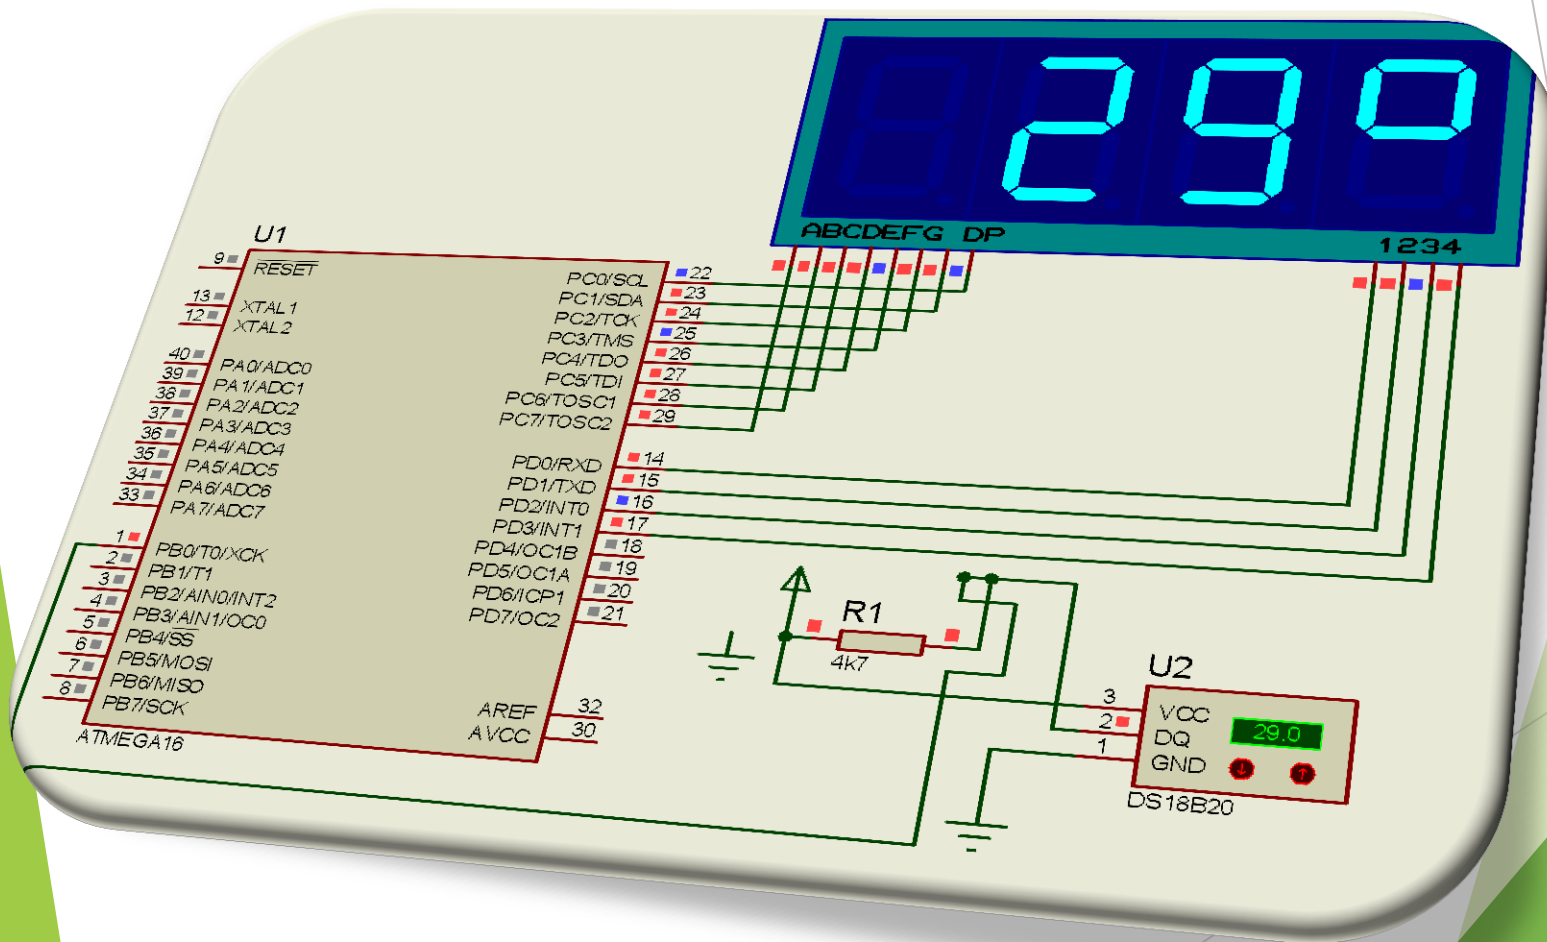 29°
ABCDEFG DP
1234
U1
9
RESET
13
XTAL1
12
XTAL2
40
PA0/ADC0
39
PA1/ADC1
38
PA2/ADC2
37
PA3/ADC3
36
PA4/ADC4
35
PA5/ADC5
34
PA6/ADC6
33
PA7/ADC7
1
PB0/T0/XCK
2
PB1/T1
3
PB2/AIN0/INT2
4
PB3/AIN1/OC0
5
PB4/SS
6
PB5/MOSI
7
PB6/MISO
8
PB7/SCK
PC0/SCL
22
PC1/SDA
23
PC2/TCK
24
PC3/TMS
25
PC4/TDO
26
PC5/TDI
27
PC6/TOSC1
28
PC7/TOSC2
29
PD0/RXD
14
PD1/TXD
15
PD2/INT0
16
PD3/INT1
17
PD4/OC1B
18
PD5/OC1A
19
PD6/ICP1
20
PD7/OC2
21
AREF
32
AVCC
30
ATMEGA16
R1
4k7
U2
3
VCC
2
DQ
1
GND
29.0
DS18B20